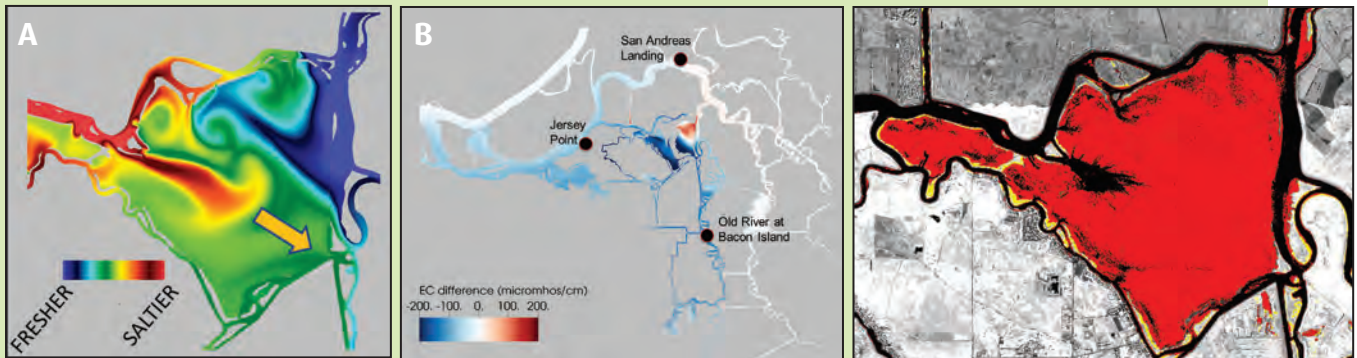 A
FRESHER
SALTIER
B
San Andreas
Landing
Jersey
Point
Old River at
Bacon Island
EC difference (micromhos/cm)
-200. -100. 0. 100. 200.